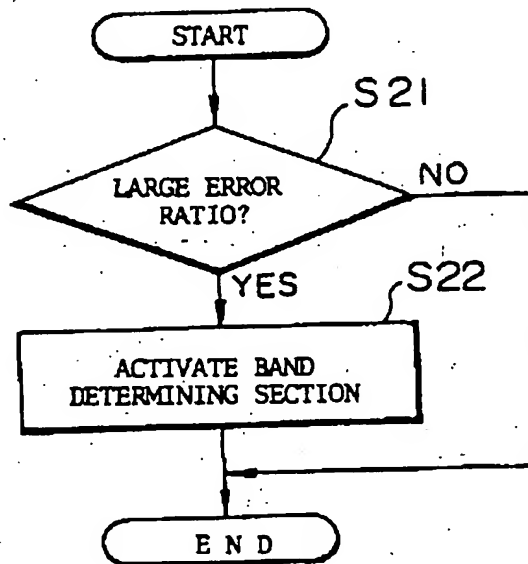 START
S21
LARGE ERROR
RATIO?
NO
YES
S22
ACTIVATE BAND
DETERMINING SECTION
END